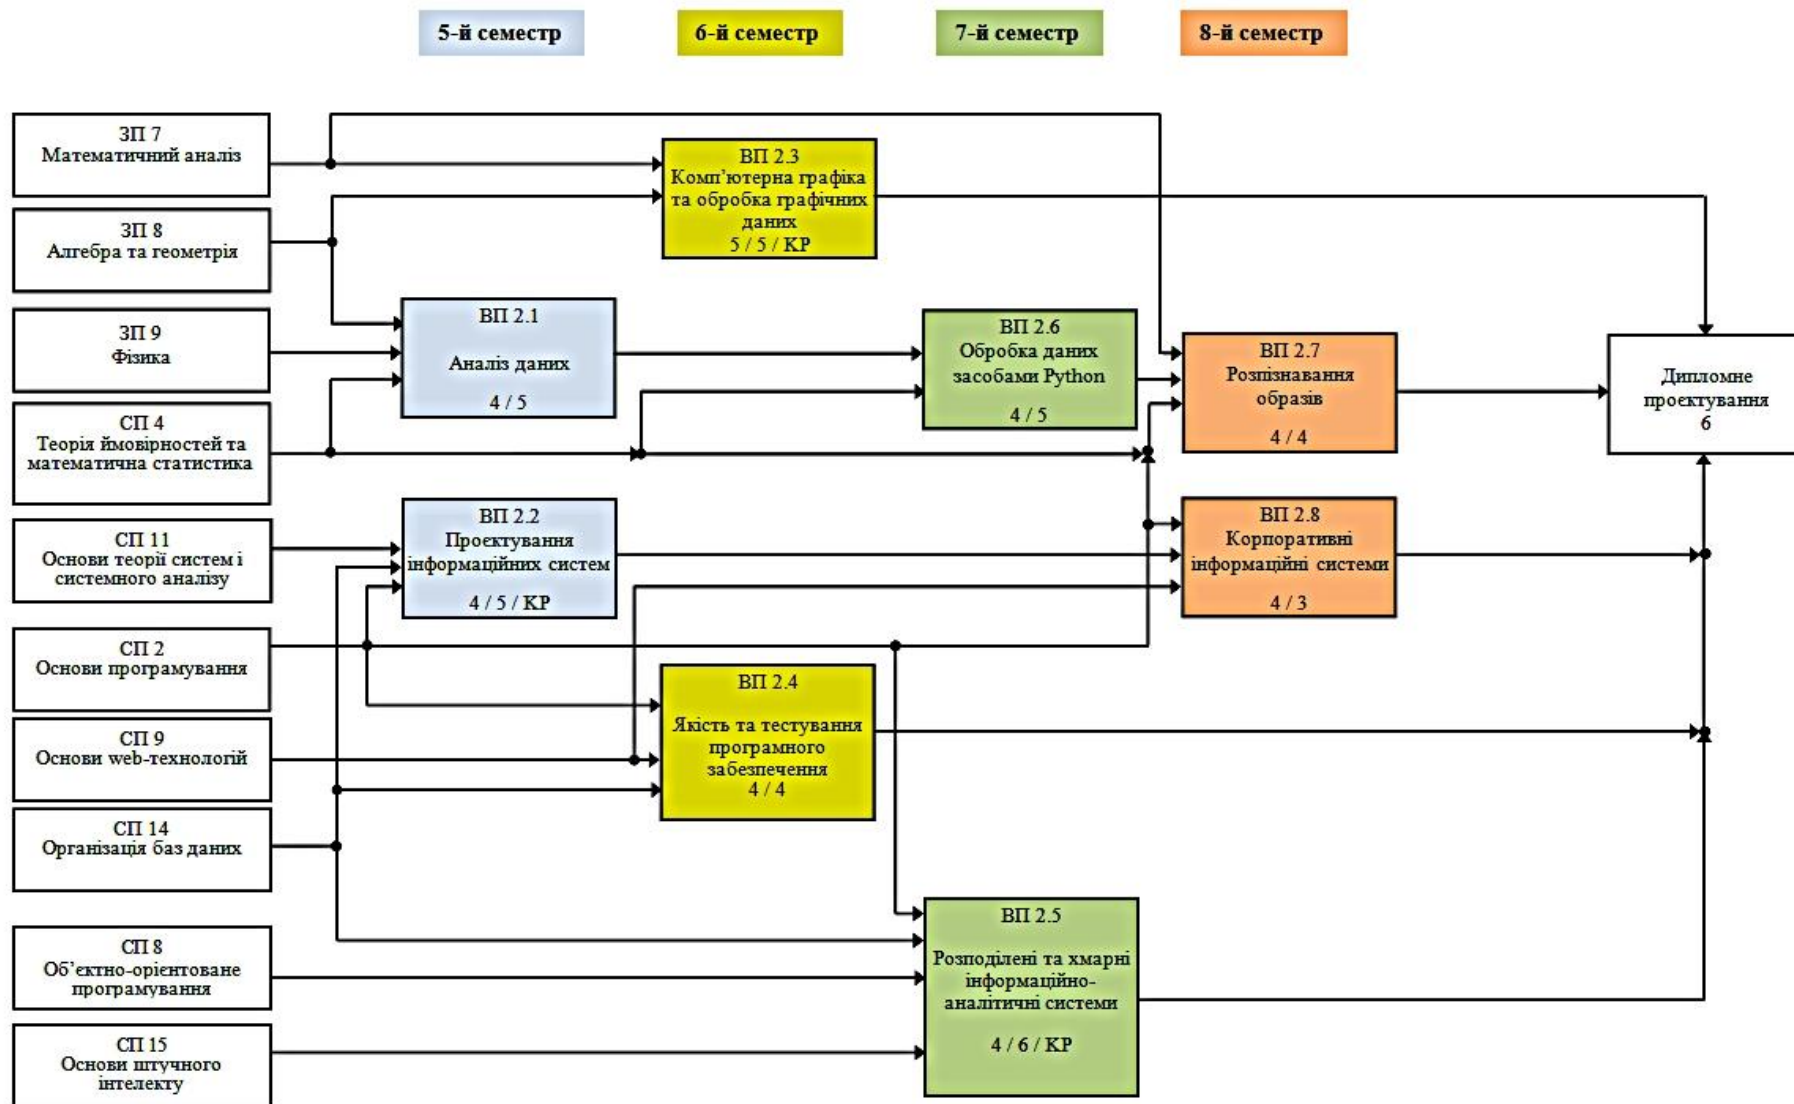 5-й семестр
6-й семестр
7-й семестр
8-й семестр
ЗП 7
Математичний аналіз
ЗП 8
Алгебра та геометрія
ЗП 9
Фізика
СП 4
Теорія ймовірностей та
математична статистика
СП 11
Основи теорії систем і
системного аналізу
СП 2
Основи програмування
СП 9
Основи web-технологій
СП 14
Організація баз даних
СП 8
Об’єктно-орієнтоване
програмування
СП 15
Основи штучного
інтелекту
ВП 2.1
Аналіз даних
4 / 5
ВП 2.2
Проєктування
інформаційних систем
4 / 5 / КР
ВП 2.3
Комп’ютерна графіка
та обробка графічних
даних
5 / 5 / КР
ВП 2.4
Якість та тестування
програмного
забезпечення
4 / 4
ВП 2.6
Обробка даних
засобами Python
4 / 5
ВП 2.5
Розподілені та хмарні
інформаційно-
аналітичні системи
4 / 6 / КР
ВП 2.7
Розпізнавання
образів
4 / 4
ВП 2.8
Корпоративні
інформаційні системи
4 / 3
Дипломне
проєктування
6